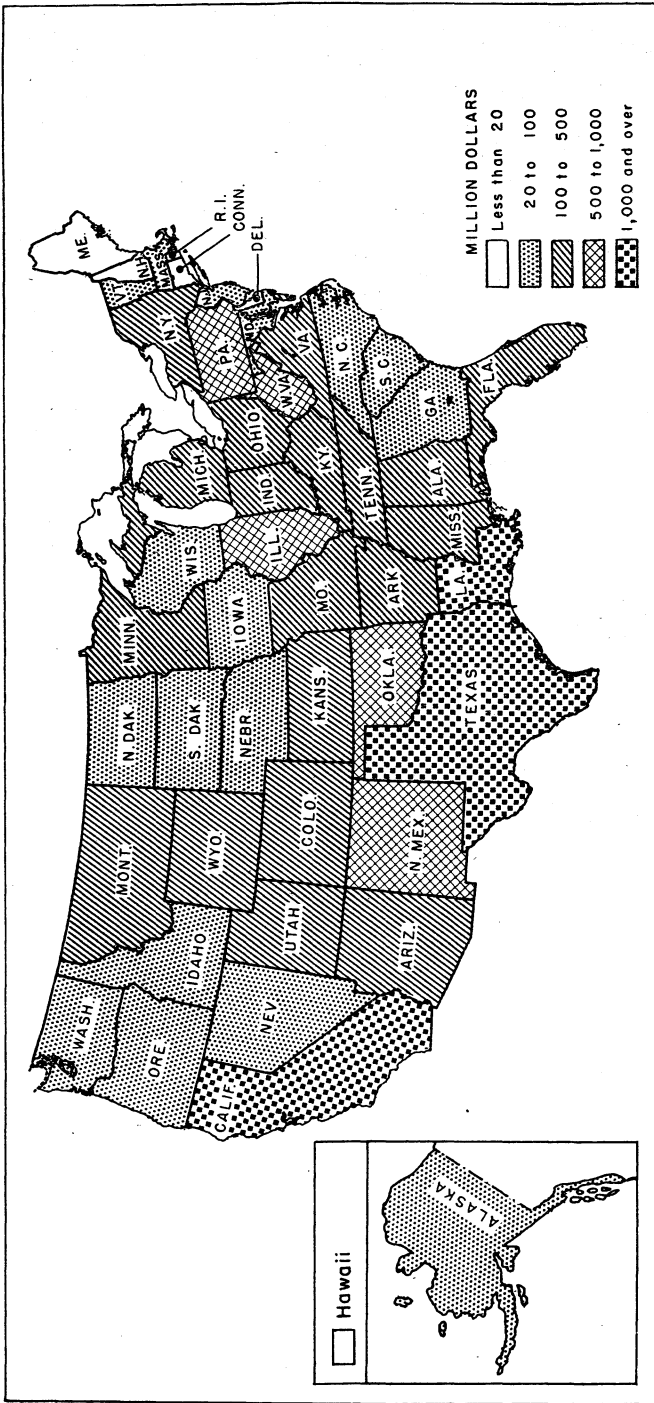 WASH.
ORE.
CALIF.
IDAHO
NEV.
MONT.
WYO.
UTAH
ARIZ.
COLO.
N. MEX.
N. DAK.
S. DAK.
NEBR.
KANS.
OKLA.
TEXAS
MINN.
IOWA
MO.
ARK.
LA.
WIS.
ILL.
MICH.
IND.
OHIO
KY.
TENN.
MISS.
ALA.
GA.
FLA.
S.C.
N.C.
VA.
W.VA.
PA.
N.Y.
VT.
N.H.
MASS.
ME.
R.I.
CONN.
DEL.
Hawaii
ALASKA
MILLION DOLLARS
Less than 20
20 to 100
100 to 500
500 to 1,000
1,000 and over